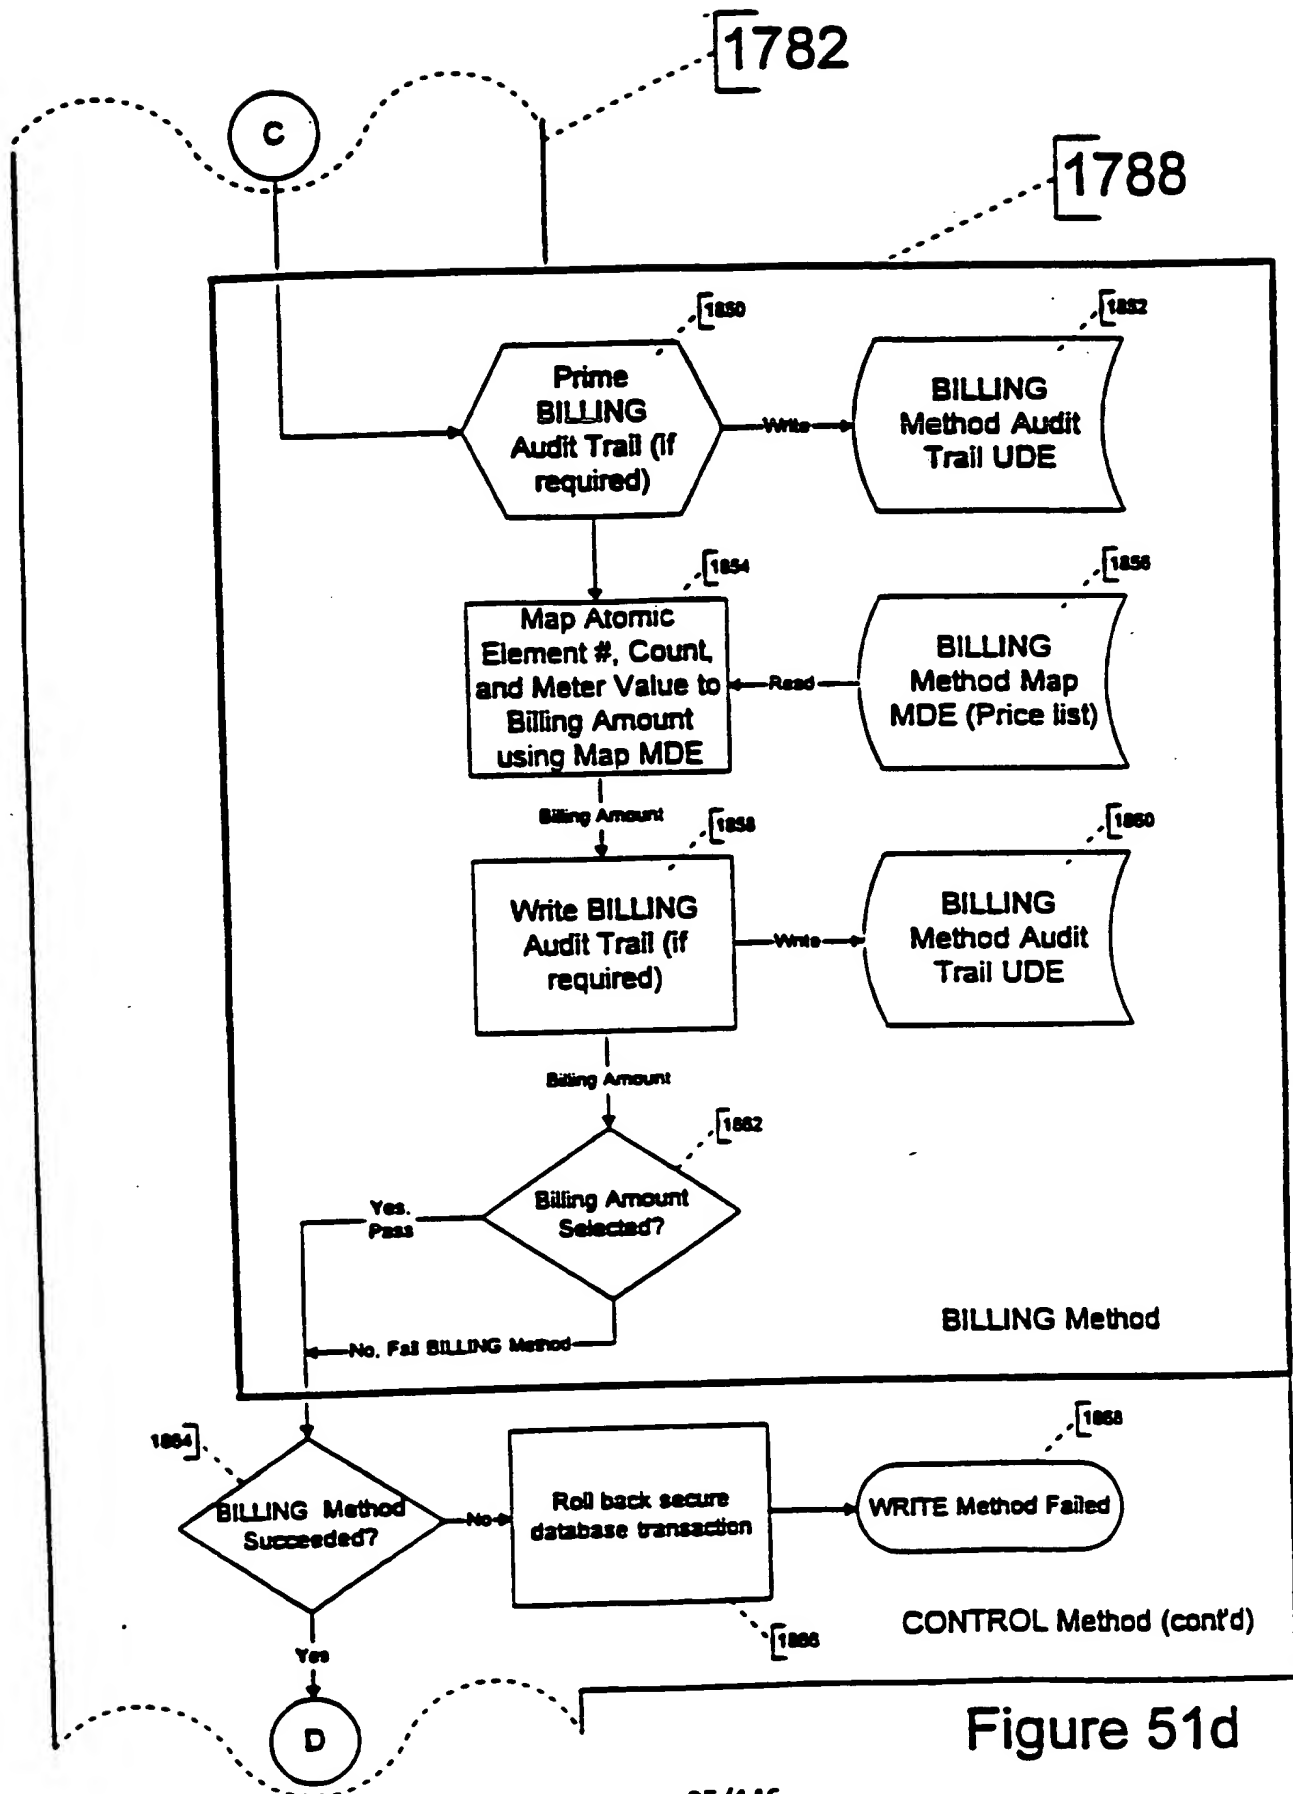 1782
C
1788
1850
1852
Prime
BILLING
Audit Trail (if
required)
Write
BILLING
Method Audit
Trail UDE
1854
1856
Map Atomic
Element #, Count,
and Meter Value to
Billing Amount
using Map MDE
Read
BILLING
Method Map
MDE (Price list)
Billing Amount
1858
1860
Write BILLING
Audit Trail (if
required)
Write
BILLING
Method Audit
Trail UDE
Billing Amount
1862
Billing Amount
Selected?
Yes.
Pass
No, Fail BILLING Method
BILLING Method
1864
1868
BILLING Method
Succeeded?
No
Roll back secure
database transaction
WRITE Method Failed
1866
CONTROL Method (cont'd)
Yes
D
Figure 51d